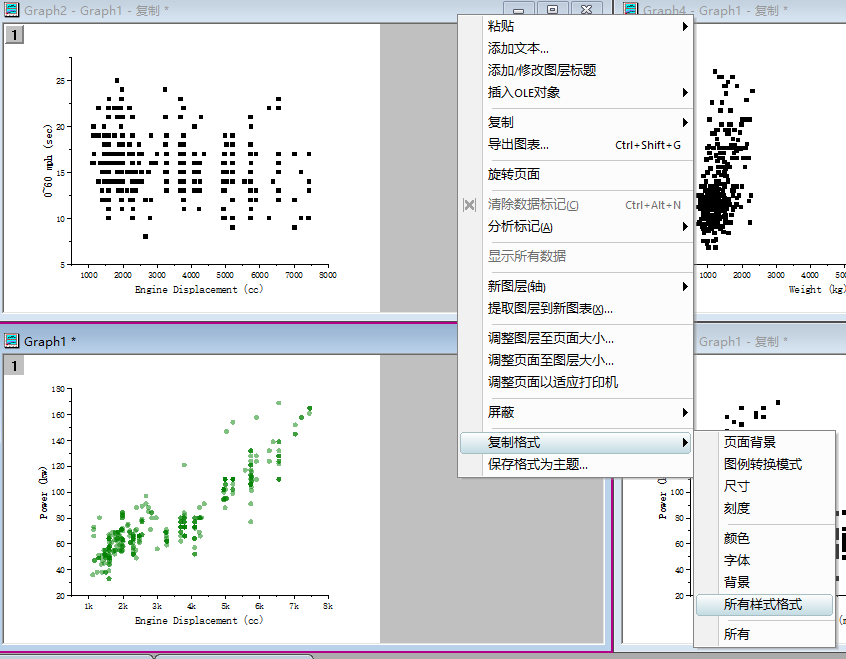 Graph2 - Graph1 - 复制 *
Graph4 - Graph1 - 复制 *
1
25
20
15
10
5
0~60 mph (sec)
1000 2000 3000 4000 5000 6000 7000 8000
Engine Displacement (cc)
粘贴
添加文本...
添加/修改图层标题
插入OLE对象
复制
导出图表... Ctrl+Shift+G
旋转页面
清除数据标记(C) Ctrl+Alt+N
分析标记(A)
显示所有数据
新图层(轴)
提取图层到新图表(X)...
调整图层至页面大小...
调整页面至图层大小...
调整页面以适应打印机
屏蔽
复制格式
保存格式为主题...
1000 2000 3000 4000 50
Weight (kg)
Graph1 *
1
180
160
140
120
100
80
60
40
20
Power (kw)
1k 2k 3k 4k 5k 6k 7k 8k
Engine Displacement (cc)
Graph1 - 复制 *
100
80
60
40
20
页面背景
图例转换模式
尺寸
刻度
颜色
字体
背景
所有样式格式
所有